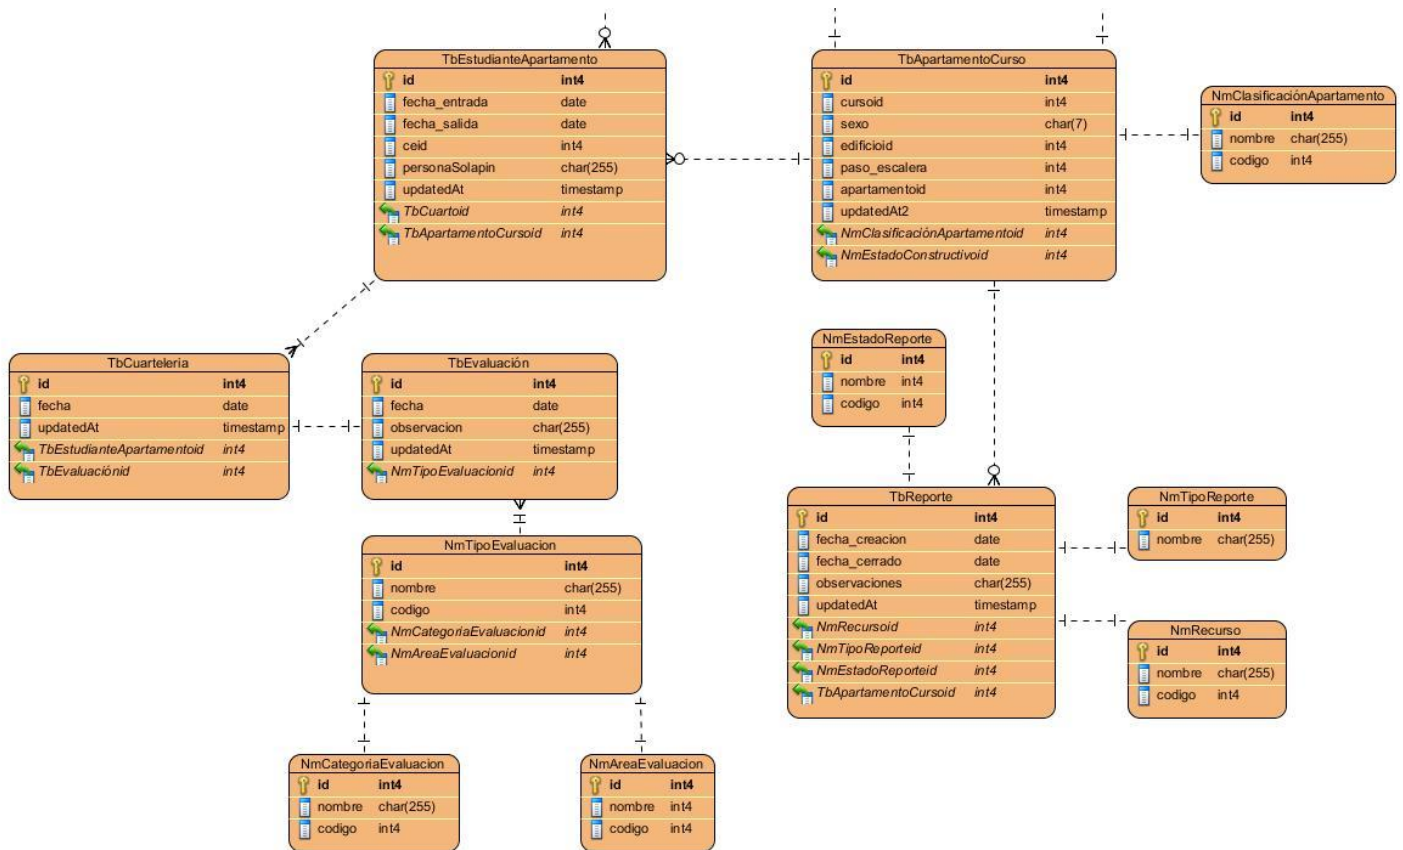 TbEstudianteApartamento
id int4
fecha_entrada date
fecha_salida date
ceid int4
personaSolapin char(255)
updatedAt timestamp
TbCuartoid int4
TbApartamentoCursoid int4
TbApartamentoCurso
id int4
cursoid int4
sexo char(7)
edificioid int4
paso_escalera int4
apartamentoid int4
updatedAt2 timestamp
NmClasificaciónApartamentoid int4
NmEstadoConstructivoid int4
NmClasificaciónApartamento
id int4
nombre char(255)
codigo int4
TbCuarteleria
id int4
fecha date
updatedAt timestamp
TbEstudianteApartamentoid int4
TbEvaluaciónid int4
TbEvaluación
id int4
fecha date
observacion char(255)
updatedAt timestamp
NmTipoEvaluacionid int4
NmEstadoReporte
id int4
nombre int4
codigo int4
TbReporte
id int4
fecha_creacion date
fecha_cerrado date
observaciones char(255)
updatedAt timestamp
NmRecursoid int4
NmTipoReporteid int4
NmEstadoReporteid int4
TbApartamentoCursoid int4
NmTipoReporte
id int4
nombre char(255)
NmRecurso
id int4
nombre char(255)
codigo int4
NmTipoEvaluacion
id int4
nombre char(255)
codigo int4
NmCategoriaEvaluacionid int4
NmAreaEvaluacionid int4
NmCategoriaEvaluacion
id int4
nombre char(255)
codigo int4
NmAreaEvaluacion
id int4
nombre int4
codigo int4